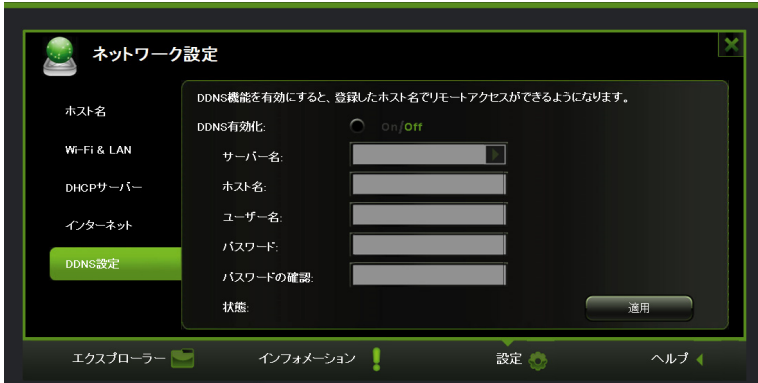 ネットワーク設定
ホスト名
Wi-Fi & LAN
DHCPサーバー
インターネット
DDNS設定
DDNS機能を有効にすると、登録したホスト名でリモートアクセスができるようになります。
DDNS有効化: On/Off
サーバー名:
ホスト名:
ユーザー名:
パスワード:
パスワードの確認:
状態:
適用
エクスプローラー インフォメーション 設定 ヘルプ